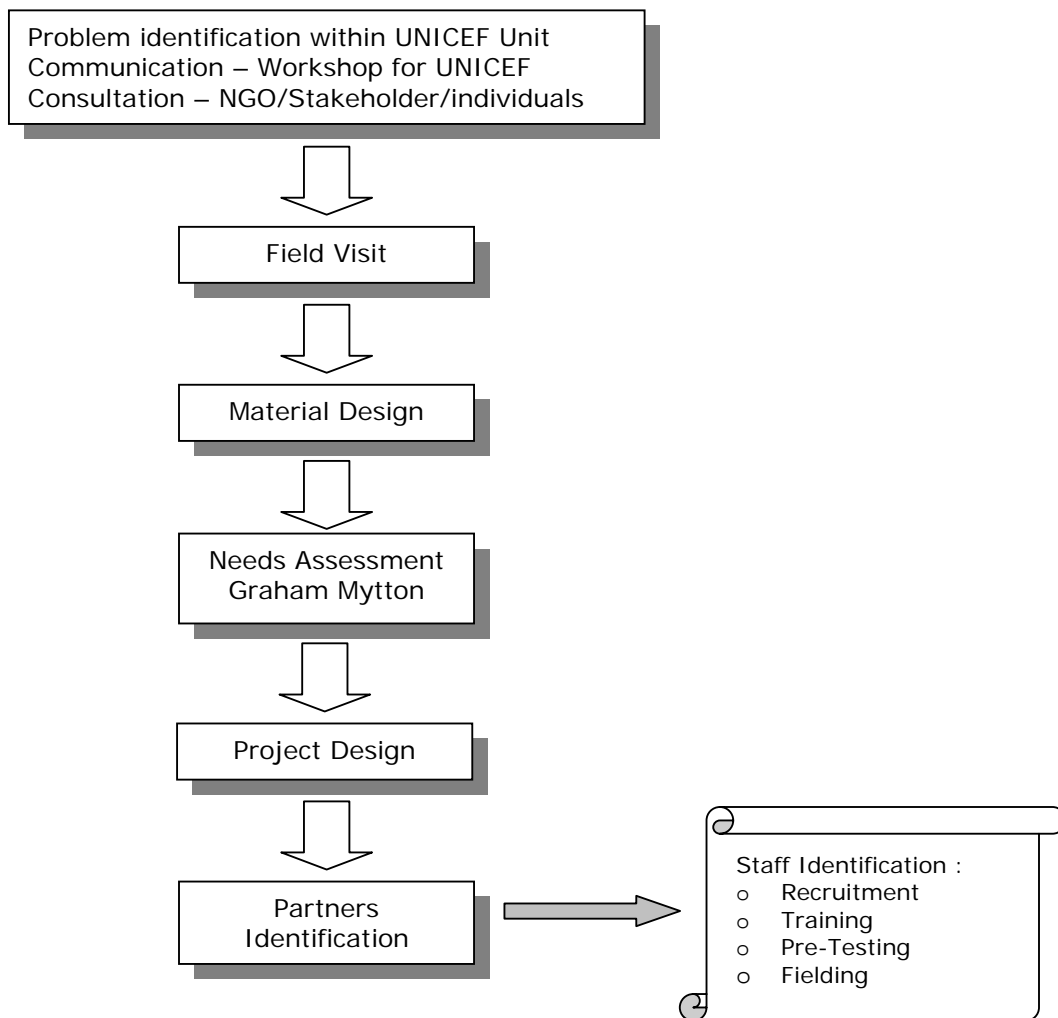 Problem identification within UNICEF Unit
Communication – Workshop for UNICEF
Consultation – NGO/Stakeholder/individuals
Field Visit
Material Design
Needs Assessment
Graham Mytton
Project Design
Partners
Identification
Staff Identification :
o Recruitment
o Training
o Pre-Testing
o Fielding